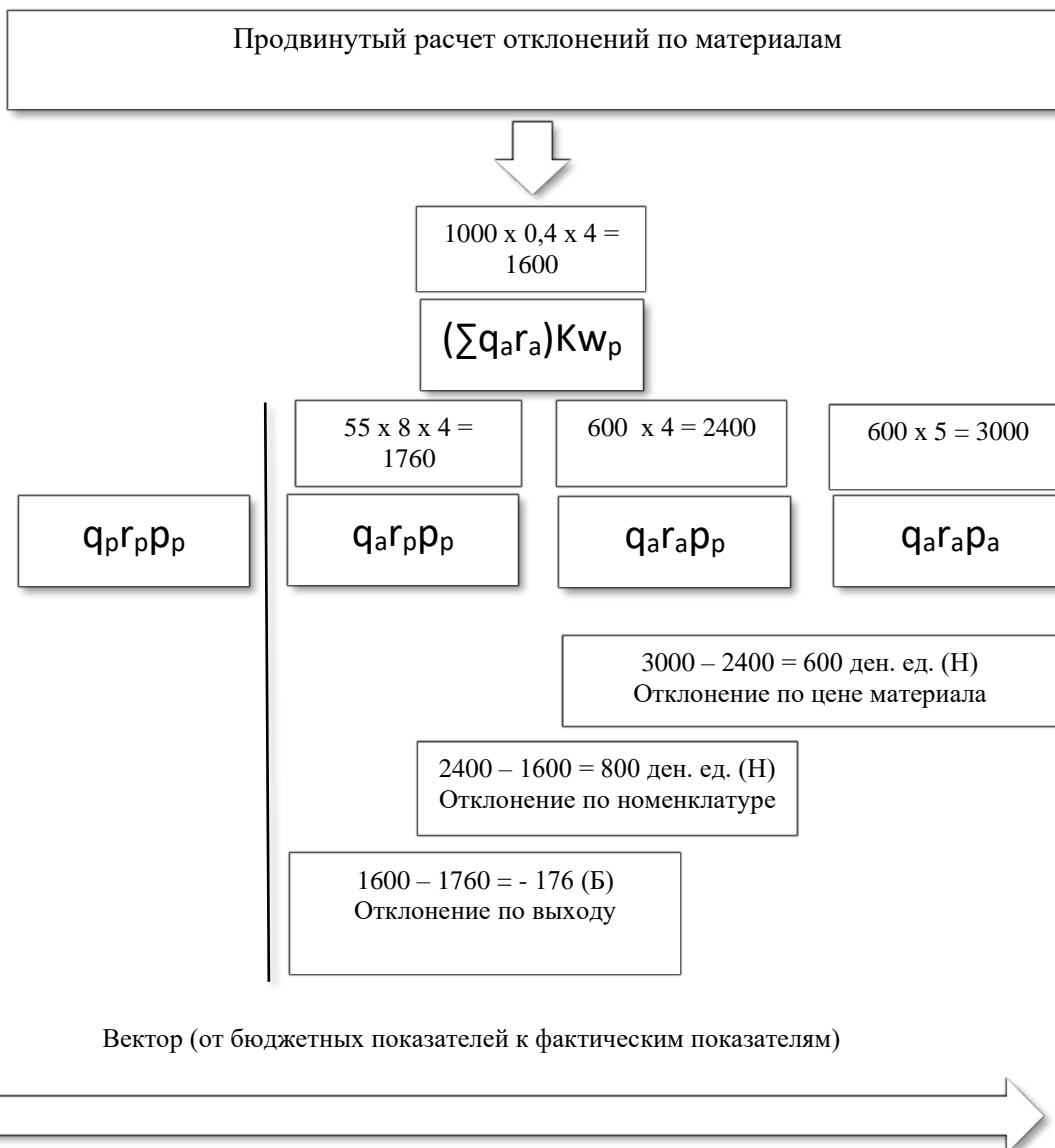 Продвинутый расчет отклонений по материалам
1000 х 0,4 х 4 =
1600
(∑qₐrₐ)Kwₚ
55 х 8 х 4 =
1760
600 х 4 = 2400
600 х 5 = 3000
qₚrₚpₚ
qₐrₚpₚ
qₐrₐpₚ
qₐrₐpₐ
3000 – 2400 = 600 ден. ед. (Н)
Отклонение по цене материала
2400 – 1600 = 800 ден. ед. (Н)
Отклонение по номенклатуре
1600 – 1760 = - 176 (Б)
Отклонение по выходу
Вектор (от бюджетных показателей к фактическим показателям)